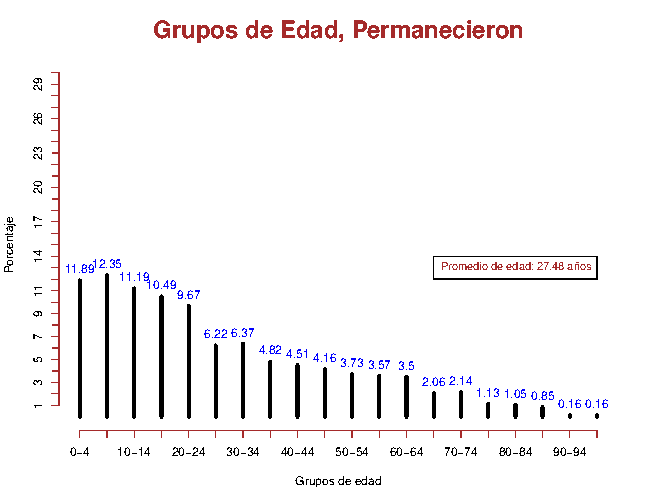 Grupos de Edad, Permanecieron
Porcentaje
29
26
23
20
17
14
11
9
7
5
3
1
11.89 12.35 11.19 10.49 9.67 6.22 6.37 4.82 4.51 4.16 3.73 3.57 3.5 2.06 2.14 1.13 1.05 0.85 0.16 0.16
Promedio de edad: 27.48 años
0-4 10-14 20-24 30-34 40-44 50-54 60-64 70-74 80-84 90-94
Grupos de edad